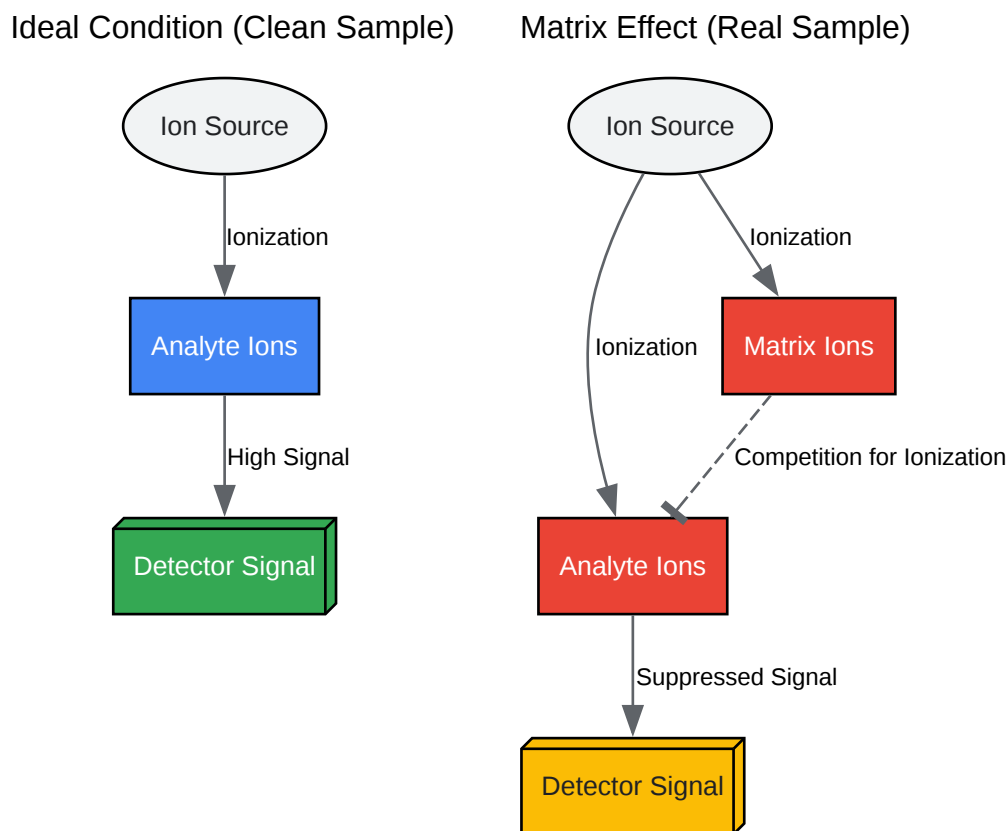 Ideal Condition (Clean Sample)
Ion Source
Ionization
Analyte Ions
High Signal
Detector Signal
Matrix Effect (Real Sample)
Ion Source
Ionization
Ionization
Matrix Ions
Competition for Ionization
Analyte Ions
Suppressed Signal
Detector Signal